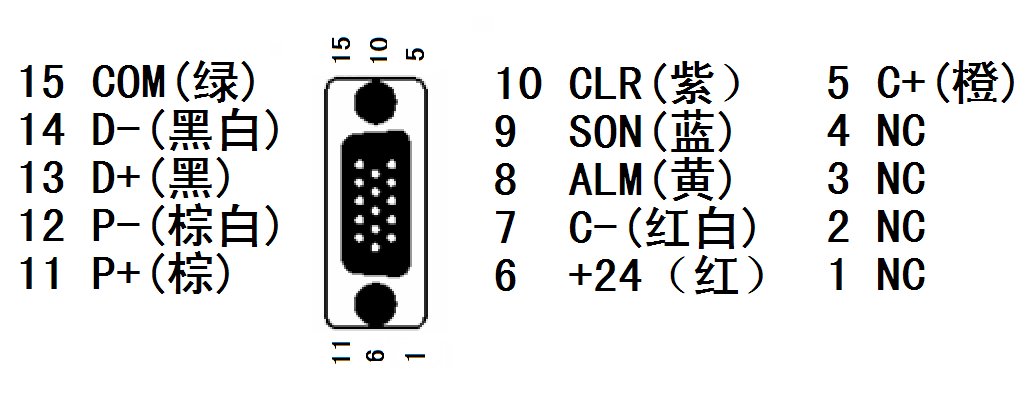 15 10 5
15 COM(绿)
14 D-(黑白)
13 D+(黑)
12 P-(棕白)
11 P+(棕)
10 CLR(紫）
9 SON(蓝)
8 ALM(黄)
7 C-(红白)
6 +24（红）
5 C+(橙)
4 NC
3 NC
2 NC
1 NC
11 6 1